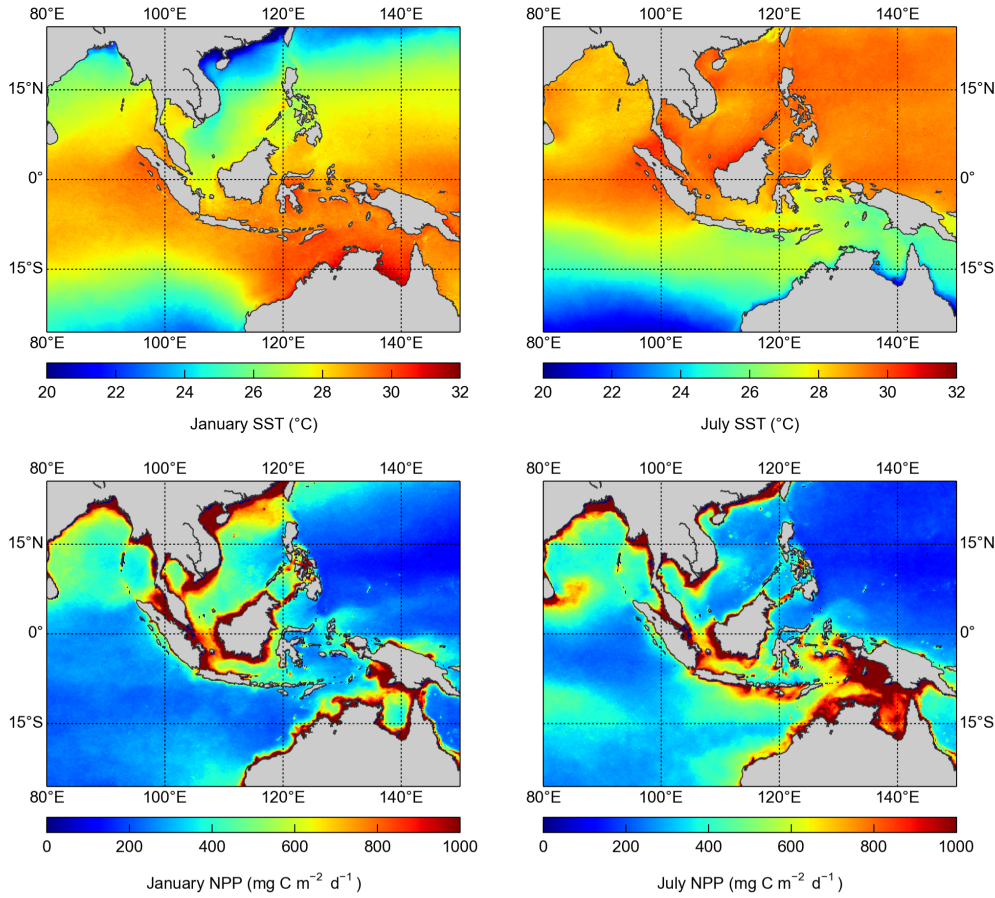 80°E 100°E 120°E 140°E 80°E 100°E 120°E 140°E
15°N 15°N
0° 0°
15°S 15°S
80°E 100°E 120°E 140°E 80°E 100°E 120°E 140°E
20 22 24 26 28 30 32 20 22 24 26 28 30 32
January SST (°C) July SST (°C)
80°E 100°E 120°E 140°E 80°E 100°E 120°E 140°E
15°N 15°N
0° 0°
15°S 15°S
80°E 100°E 120°E 140°E 80°E 100°E 120°E 140°E
0 200 400 600 800 1000 0 200 400 600 800 1000
January NPP (mg C m⁻² d⁻¹ ) July NPP (mg C m⁻² d⁻¹ )